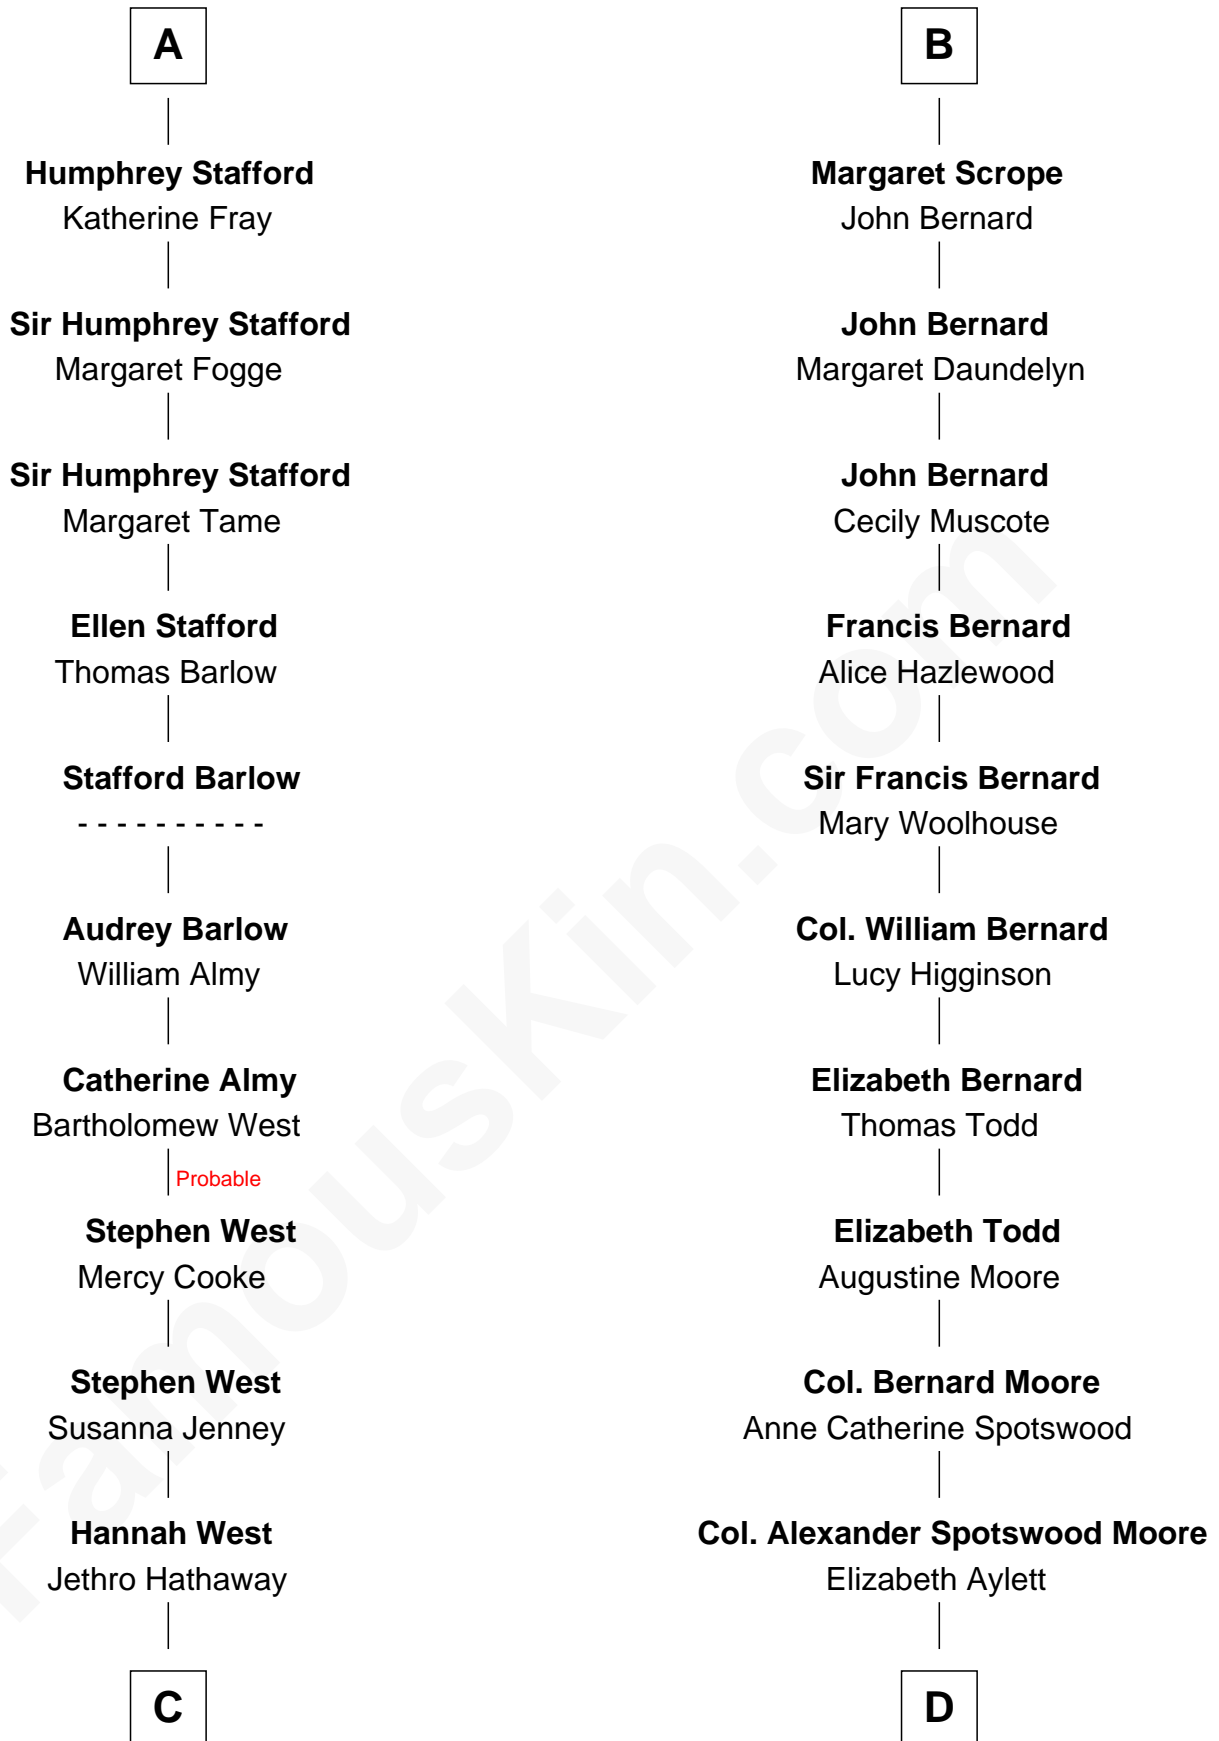 A
Humphrey Stafford
Katherine Fray
Sir Humphrey Stafford
Margaret Fogge
Sir Humphrey Stafford
Margaret Tame
Ellen Stafford
Thomas Barlow
Stafford Barlow
- - - - - - - - - -
Audrey Barlow
William Almy
Catherine Almy
Bartholomew West
Probable
Stephen West
Mercy Cooke
Stephen West
Susanna Jenney
Hannah West
Jethro Hathaway
C
B
Margaret Scrope
John Bernard
John Bernard
Margaret Daundelyn
John Bernard
Cecily Muscote
Francis Bernard
Alice Hazlewood
Sir Francis Bernard
Mary Woolhouse
Col. William Bernard
Lucy Higginson
Elizabeth Bernard
Thomas Todd
Elizabeth Todd
Augustine Moore
Col. Bernard Moore
Anne Catherine Spotswood
Col. Alexander Spotswood Moore
Elizabeth Aylett
D
FamousKin.com